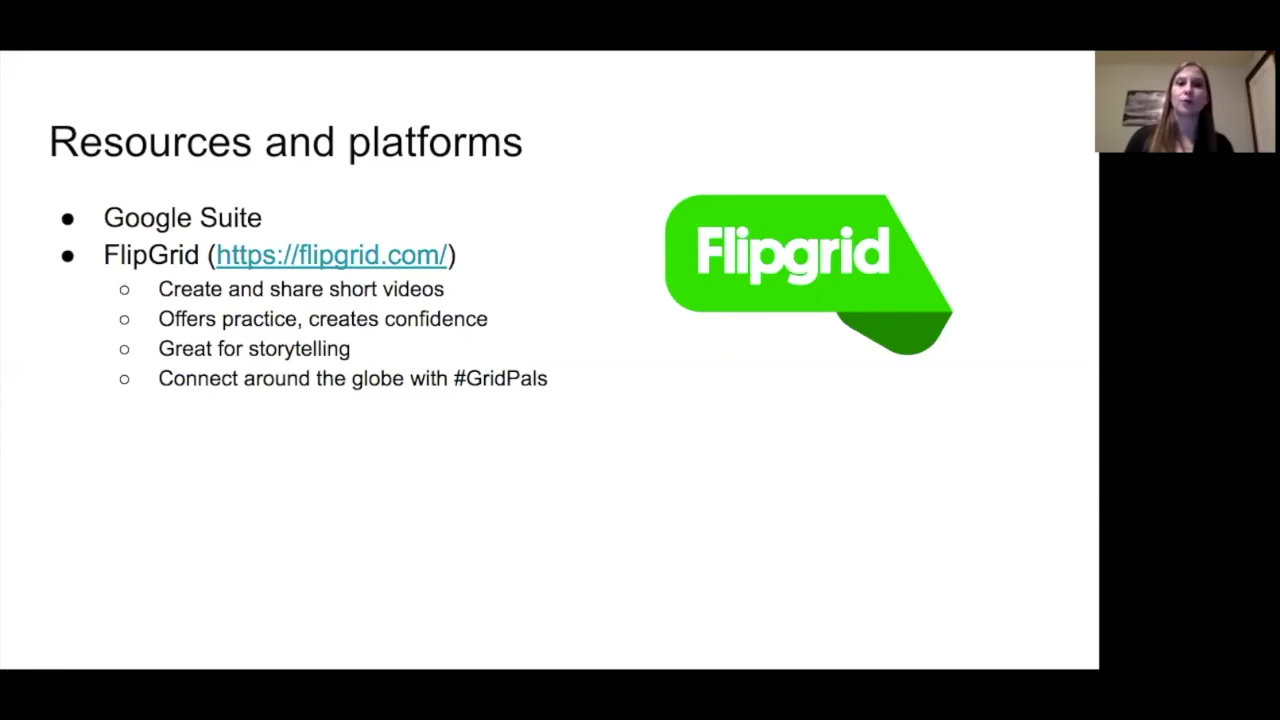 Resources and platforms
● Google Suite
● FlipGrid (https://flipgrid.com/)
○ Create and share short videos
○ Offers practice, creates confidence
○ Great for storytelling
○ Connect around the globe with #GridPals
Flipgrid